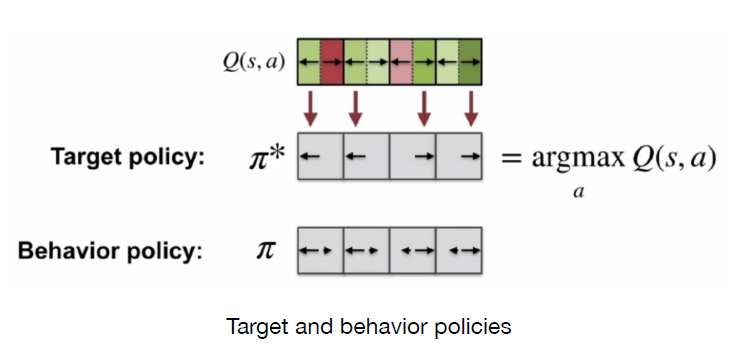 Q(s, a)
Target policy: π* = argmax Q(s, a)
a
Behavior policy: π
Target and behavior policies